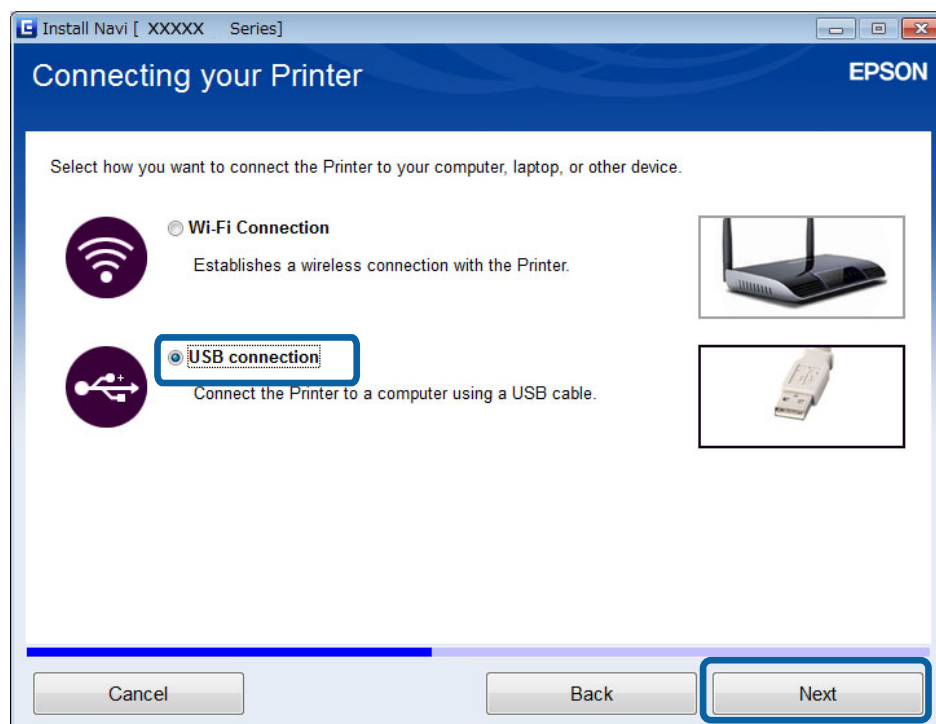 Install Navi [ XXXXX Series]
Connecting your Printer
EPSON
Select how you want to connect the Printer to your computer, laptop, or other device.
Wi-Fi Connection
Establishes a wireless connection with the Printer.
USB connection
Connect the Printer to a computer using a USB cable.
Cancel
Back
Next